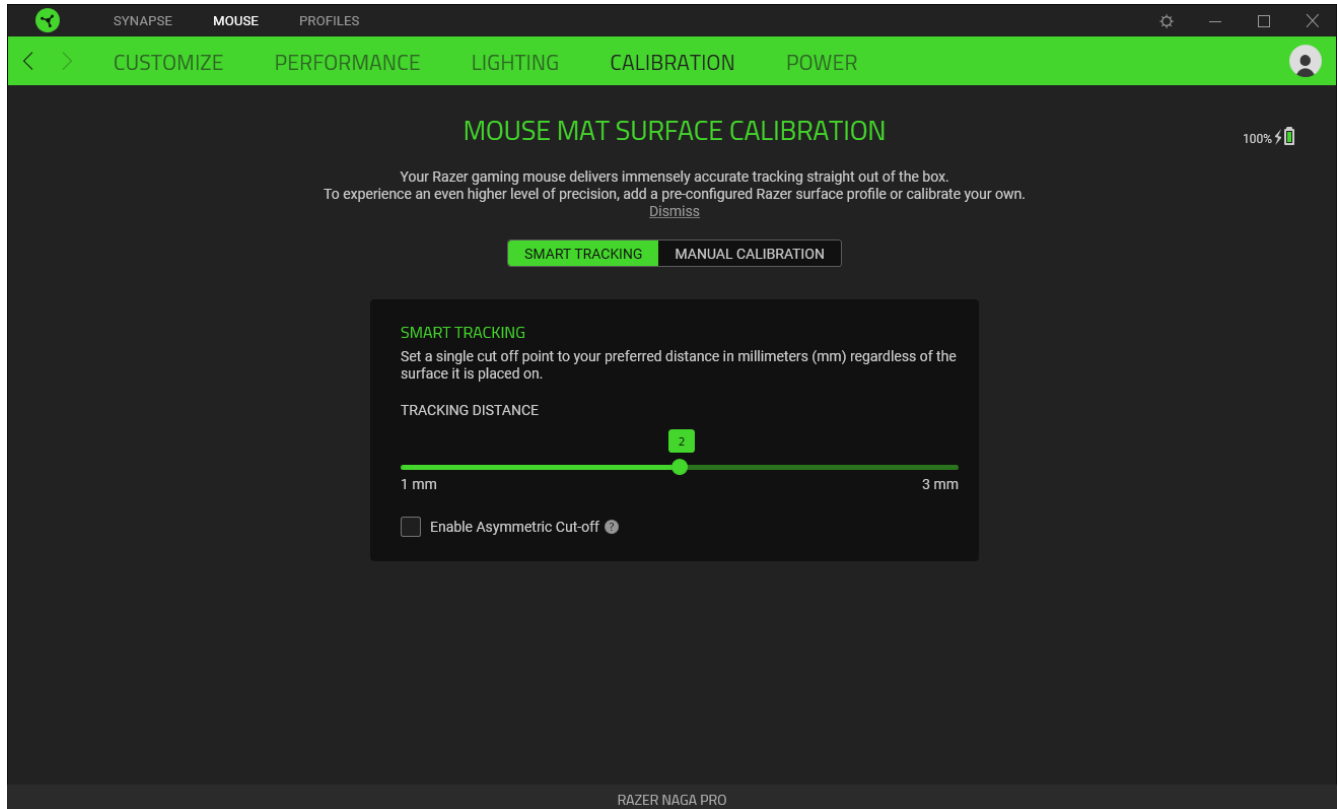 SYNAPSE MOUSE PROFILES
CUSTOMIZE PERFORMANCE LIGHTING CALIBRATION POWER
MOUSE MAT SURFACE CALIBRATION
100%
Your Razer gaming mouse delivers immensely accurate tracking straight out of the box.
To experience an even higher level of precision, add a pre-configured Razer surface profile or calibrate your own.
Dismiss
SMART TRACKING MANUAL CALIBRATION
SMART TRACKING
Set a single cut off point to your preferred distance in millimeters (mm) regardless of the
surface it is placed on.
TRACKING DISTANCE
2
1 mm 3 mm
Enable Asymmetric Cut-off ?
RAZER NAGA PRO